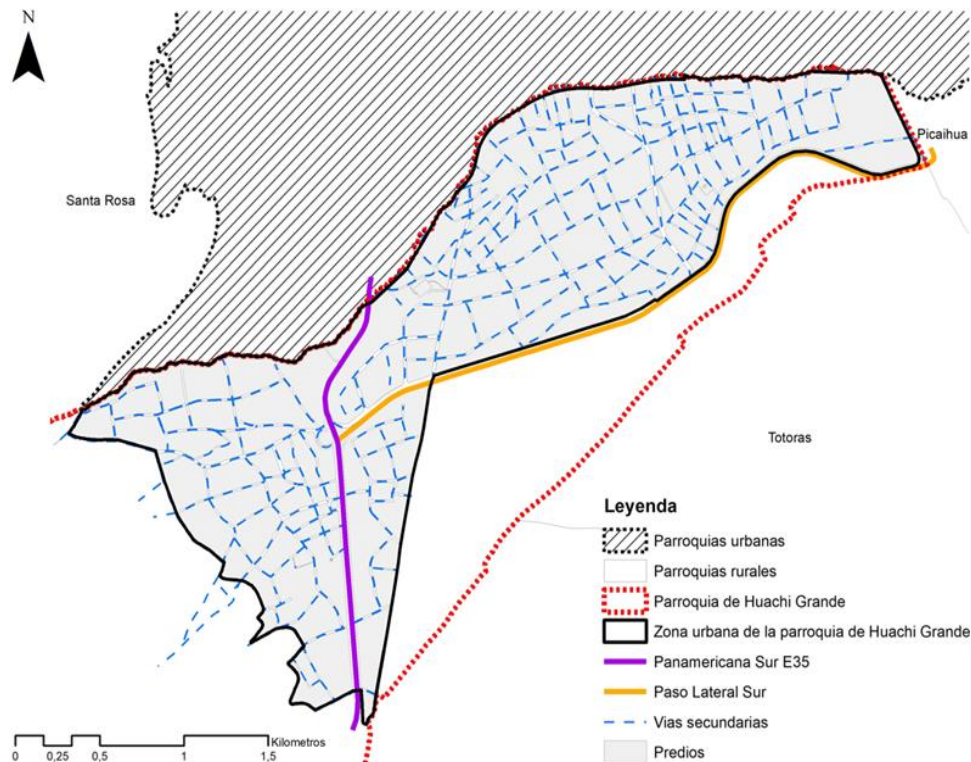 N
Picaihua
Santa Rosa
Totoras
Leyenda
Parroquias urbanas
Parroquias rurales
Parroquia de Huachi Grande
Zona urbana de la parroquia de Huachi Grande
Panamericana Sur E35
Paso Lateral Sur
Vias secundarias
Predios
Kilometros
0 0,25 0,5 1 1,5